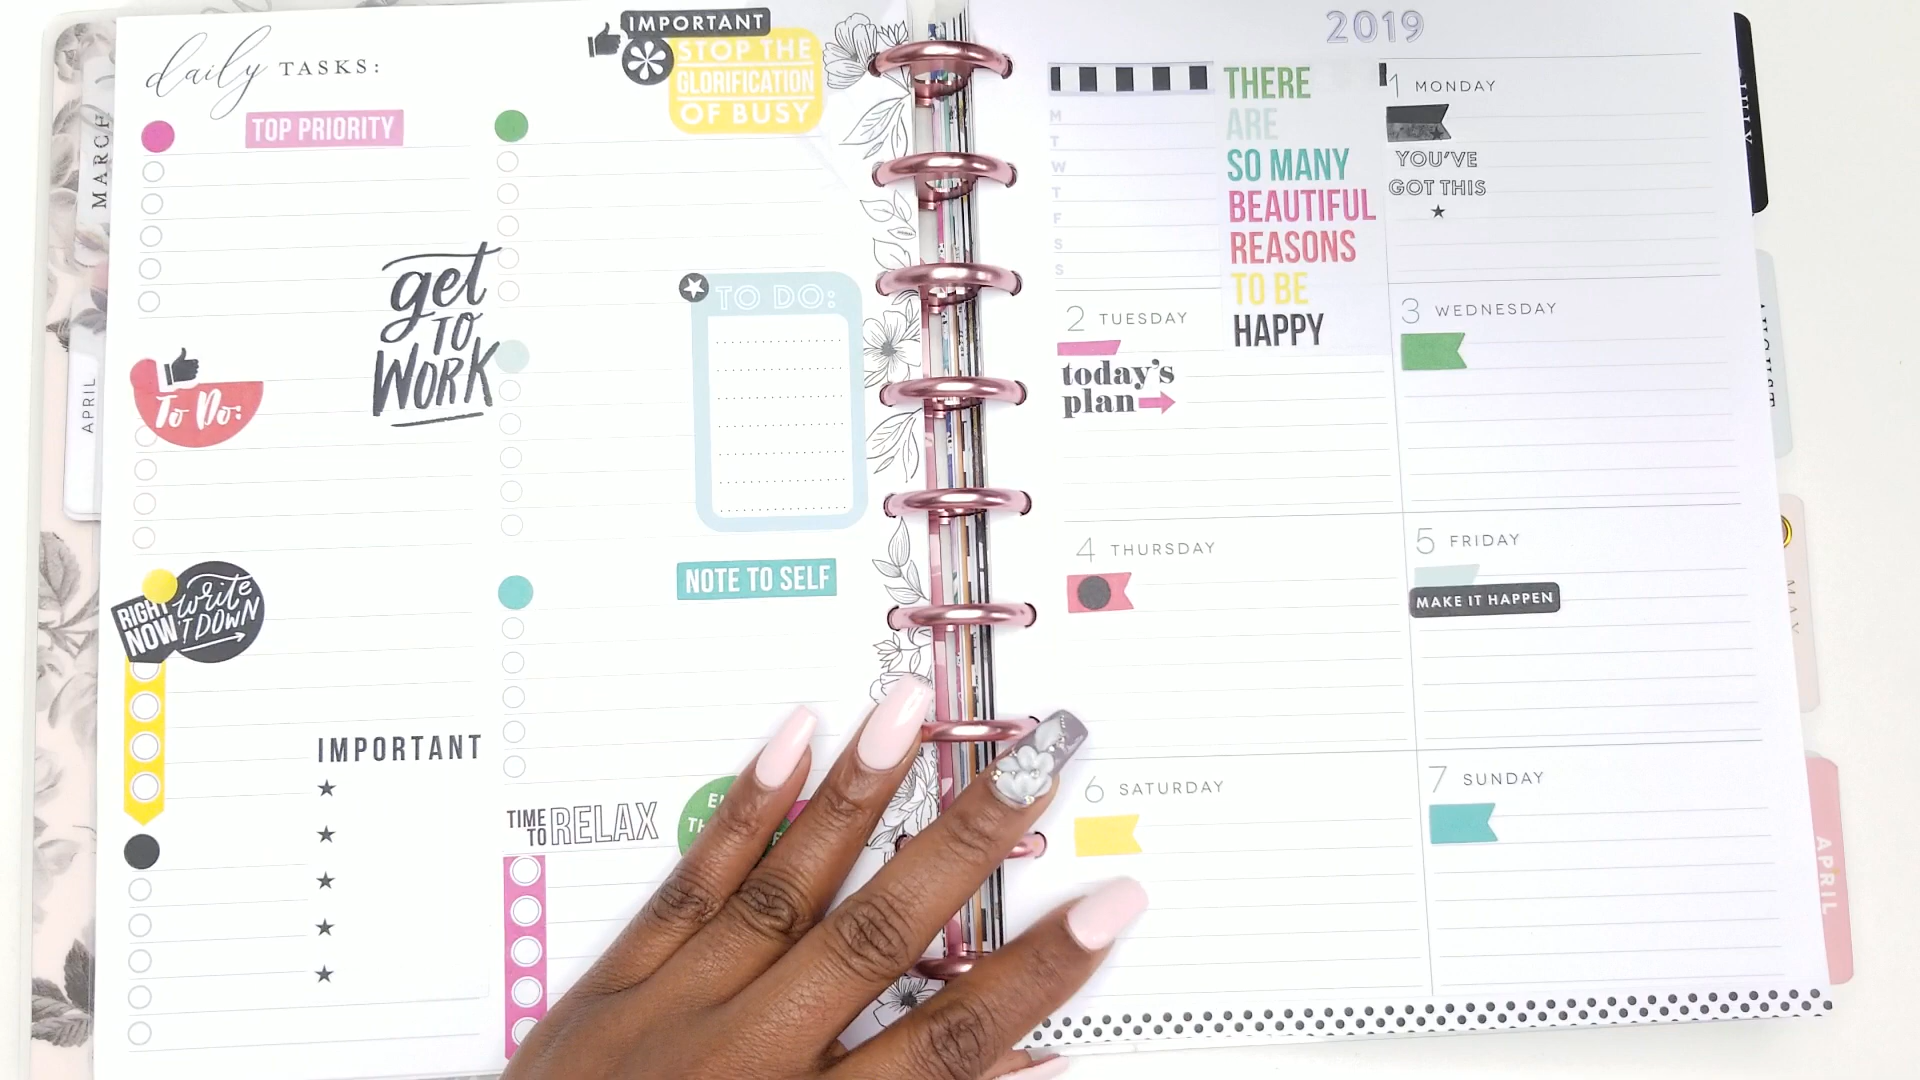 daily TASKS:
IMPORTANT
STOP THE
GLORIFICATION
OF BUSY
TOP PRIORITY
MARCH
get
TO
WORK
TO DO:
APRIL
To Do:
RIGHT
NOW
write
IT DOWN
NOTE TO SELF
IMPORTANT
TIME
TO RELAX
2019
M
T
W
T
F
S
S
THERE
ARE
SO MANY
BEAUTIFUL
REASONS
TO BE
HAPPY
1 MONDAY
YOU'VE
GOT THIS
2 TUESDAY
today's
plan
3 WEDNESDAY
4 THURSDAY
5 FRIDAY
MAKE IT HAPPEN
6 SATURDAY
7 SUNDAY
MAY
APRIL